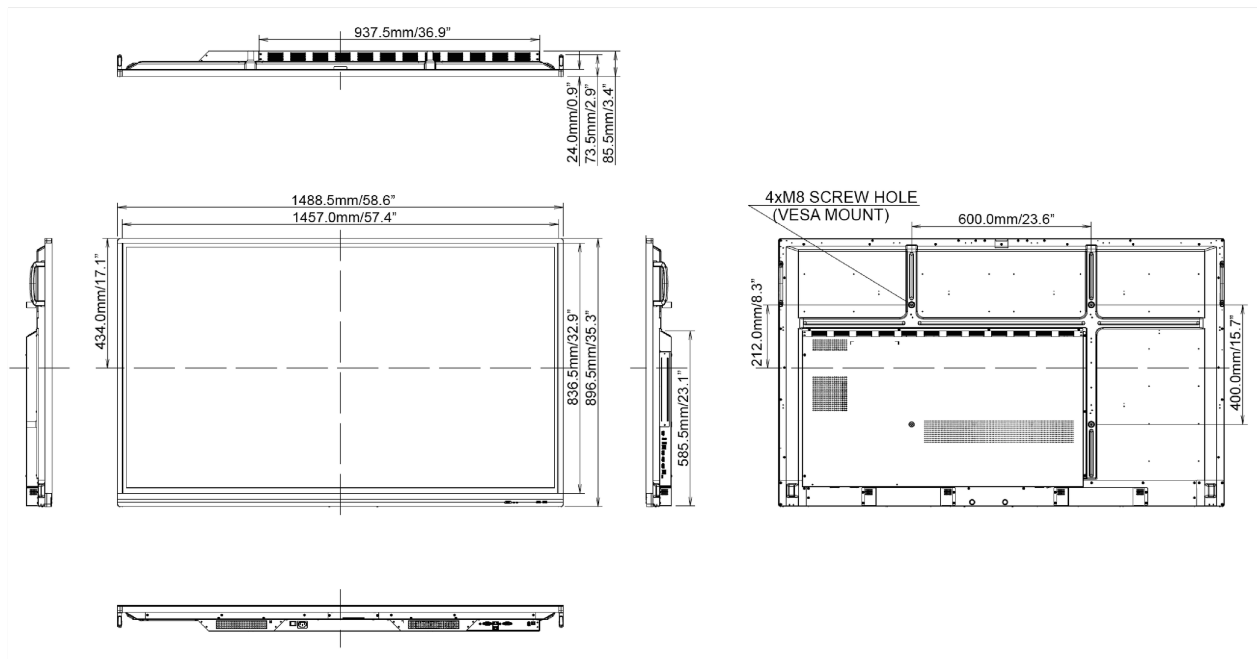 937.5mm/36.9”
24.0mm/0.9”
73.5mm/2.9”
85.5mm/3.4”
1488.5mm/58.6”
1457.0mm/57.4”
434.0mm/17.1”
836.5mm/32.9”
896.5mm/35.3”
585.5mm/23.1”
4xM8 SCREW HOLE
(VESA MOUNT)
600.0mm/23.6”
212.0mm/8.3”
400.0mm/15.7”